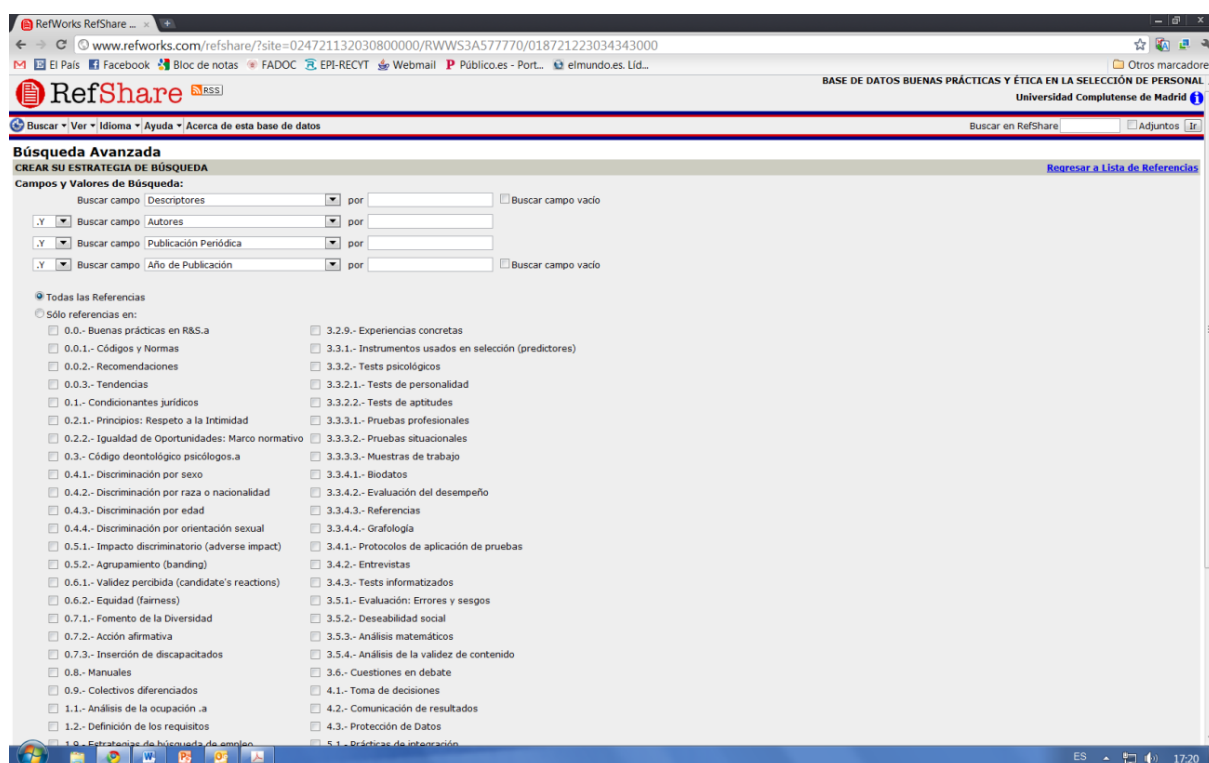 RefWorks RefShare ...
www.refworks.com/refshare/?site=024721132030800000/RWWS3A577770/018721223034343000
El País Facebook Bloc de notas FADOC EPI-RECYT Webmail Público.es - Port... elmundo.es. Líd... Otros marcadore
BASE DE DATOS BUENAS PRÁCTICAS Y ÉTICA EN LA SELECCIÓN DE PERSONAL
RefShare RSS
Universidad Complutense de Madrid
Buscar Ver Idioma Ayuda Acerca de esta base de datos Buscar en RefShare Adjuntos Ir
Búsqueda Avanzada
CREAR SU ESTRATEGIA DE BÚSQUEDA Regresar a Lista de Referencias
Campos y Valores de Búsqueda:
Buscar campo Descriptores por Buscar campo vacío
.Y Buscar campo Autores por
.Y Buscar campo Publicación Periódica por
.Y Buscar campo Año de Publicación por Buscar campo vacío
Todas las Referencias
Sólo referencias en:
0.0.- Buenas prácticas en R&S.a 3.2.9.- Experiencias concretas
0.0.1.- Códigos y Normas 3.3.1.- Instrumentos usados en selección (predictores)
0.0.2.- Recomendaciones 3.3.2.- Tests psicológicos
0.0.3.- Tendencias 3.3.2.1.- Tests de personalidad
0.1.- Condicionantes jurídicos 3.3.2.2.- Tests de aptitudes
0.2.1.- Principios: Respeto a la Intimidad 3.3.3.1.- Pruebas profesionales
0.2.2.- Igualdad de Oportunidades: Marco normativo 3.3.3.2.- Pruebas situacionales
0.3.- Código deontológico psicólogos.a 3.3.3.3.- Muestras de trabajo
0.4.1.- Discriminación por sexo 3.3.4.1.- Biodatos
0.4.2.- Discriminación por raza o nacionalidad 3.3.4.2.- Evaluación del desempeño
0.4.3.- Discriminación por edad 3.3.4.3.- Referencias
0.4.4.- Discriminación por orientación sexual 3.3.4.4.- Grafología
0.5.1.- Impacto discriminatorio (adverse impact) 3.4.1.- Protocolos de aplicación de pruebas
0.5.2.- Agrupamiento (banding) 3.4.2.- Entrevistas
0.6.1.- Validez percibida (candidate's reactions) 3.4.3.- Tests informatizados
0.6.2.- Equidad (fairness) 3.5.1.- Evaluación: Errores y sesgos
0.7.1.- Fomento de la Diversidad 3.5.2.- Deseabilidad social
0.7.2.- Acción afirmativa 3.5.3.- Análisis matemáticos
0.7.3.- Inserción de discapacitados 3.5.4.- Análisis de la validez de contenido
0.8.- Manuales 3.6.- Cuestiones en debate
0.9.- Colectivos diferenciados 4.1.- Toma de decisiones
1.1.- Análisis de la ocupación .a 4.2.- Comunicación de resultados
1.2.- Definición de los requisitos 4.3.- Protección de Datos
1.9.- Estrategias de búsqueda de empleo 5.1.- Prácticas de integración
ES 17:20